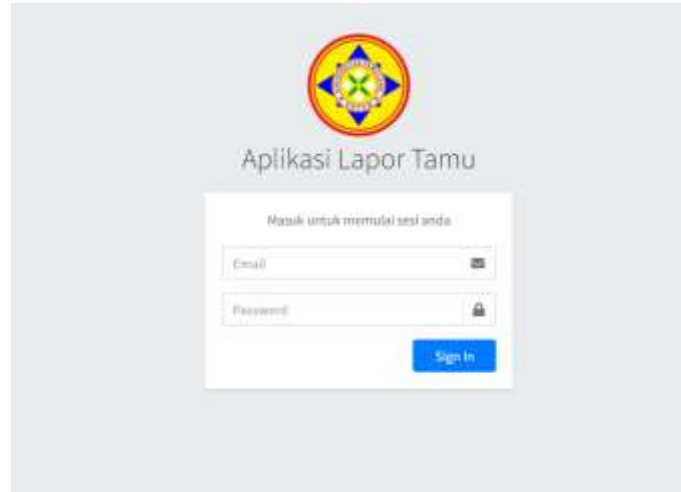 Aplikasi Lapor Tamu
Masuk untuk memulai sesi anda
Email
Password
Sign In